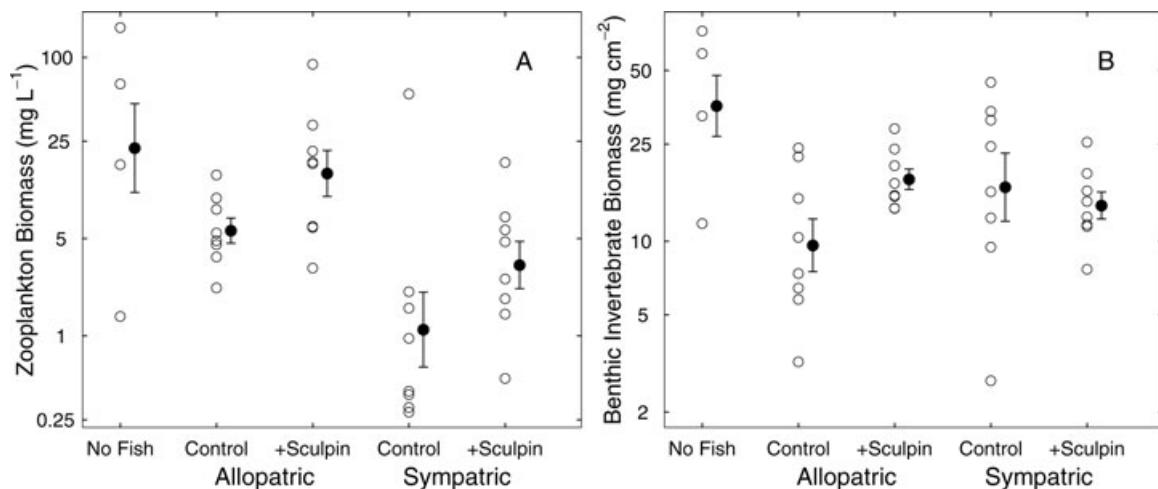 A
Zooplankton Biomass (mg L⁻¹)
100
25
5
1
0.25
No Fish Control +Sculpin Control +Sculpin
Allopatric Sympatric
B
Benthic Invertebrate Biomass (mg cm⁻²)
50
25
10
5
2
No Fish Control +Sculpin Control +Sculpin
Allopatric Sympatric